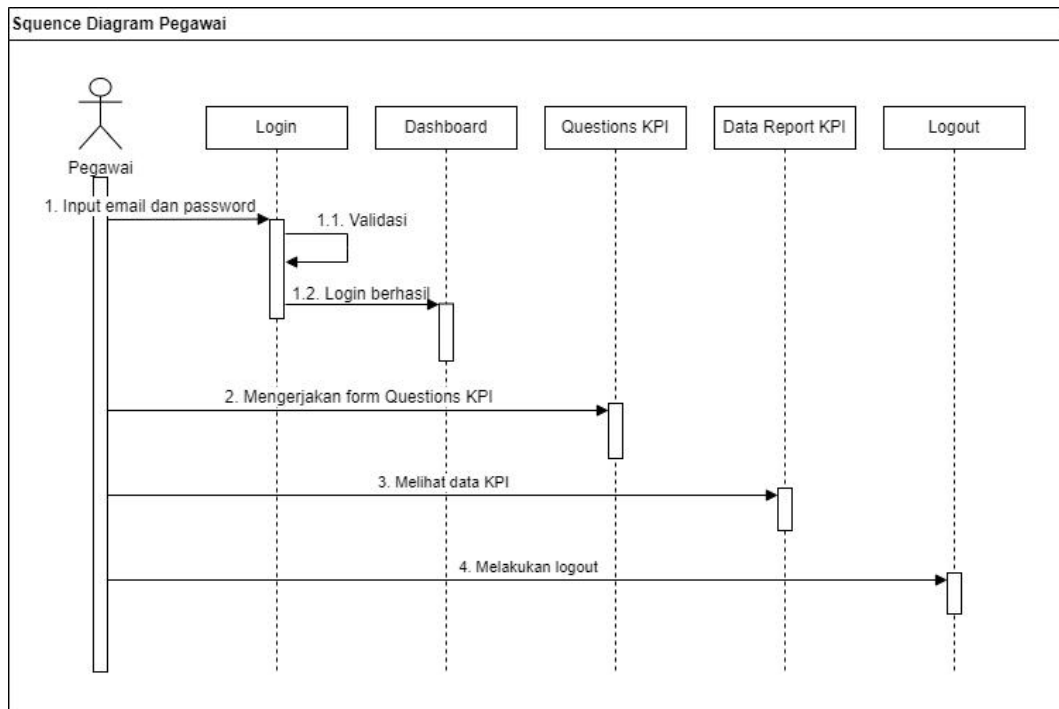 Squence Diagram Pegawai
Login
Dashboard
Questions KPI
Data Report KPI
Logout
Pegawai
1. Input email dan password
1.1. Validasi
1.2. Login berhasil
2. Mengerjakan form Questions KPI
3. Melihat data KPI
4. Melakukan logout